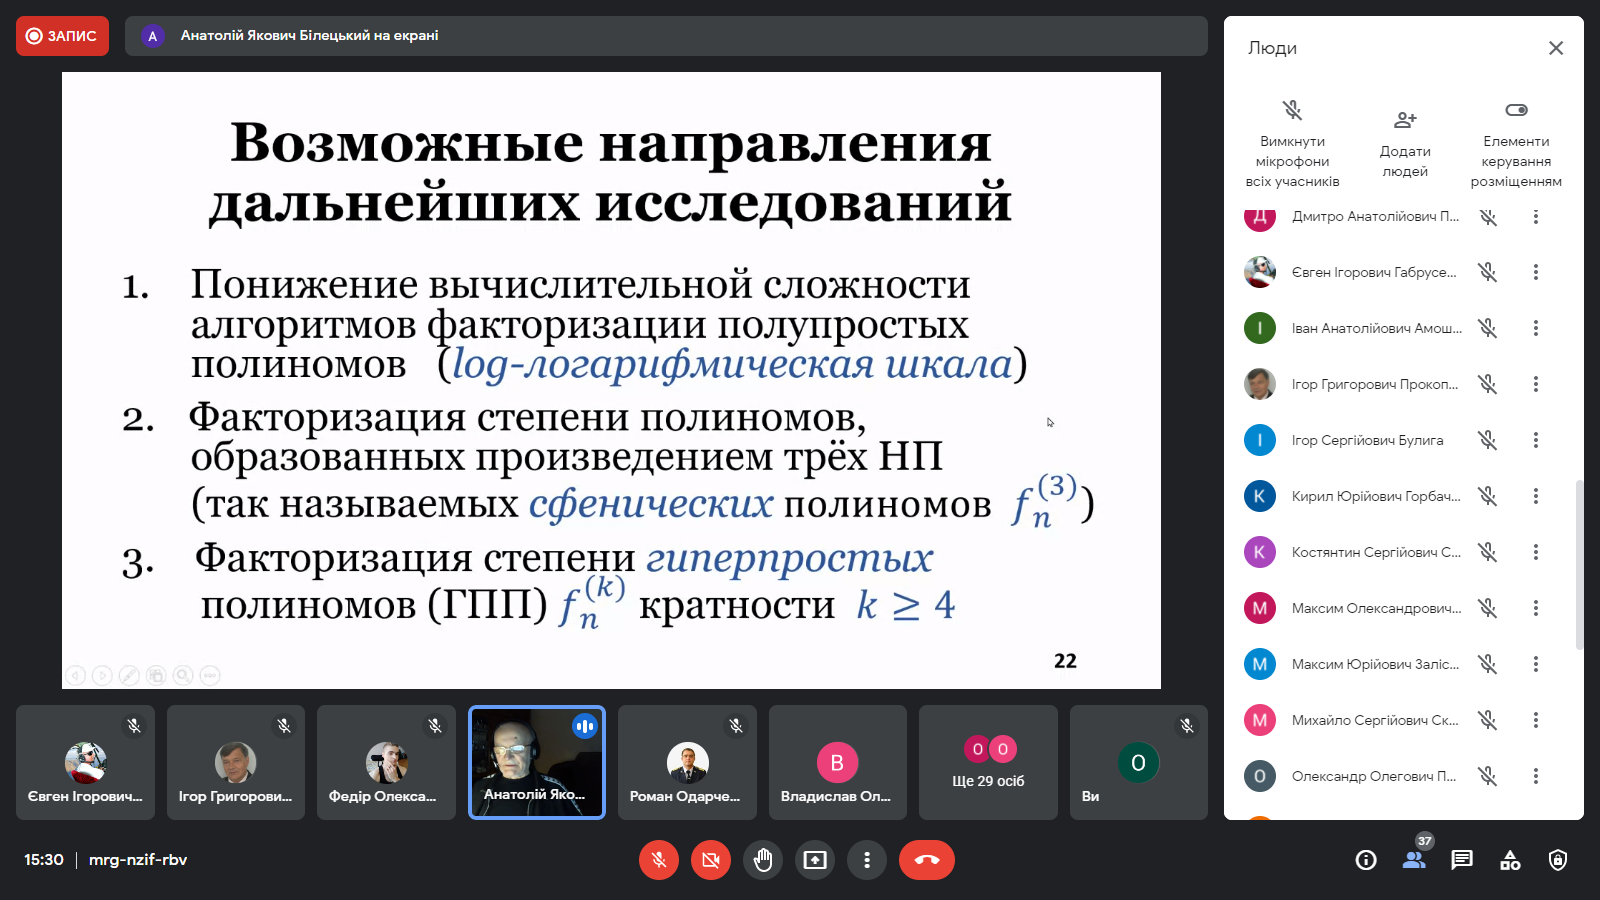 ЗАПИС
А
Анатолій Якович Білецький на екрані
Возможные направления
дальнейших исследований
1. Понижение вычислительной сложности
алгоритмов факторизации полупростых
полиномов (log-логарифмическая шкала)
2. Факторизация степени полиномов,
образованных произведением трёх НП
(так называемых сфенических полиномов f_n^(3))
3. Факторизация степени гиперпростых
полиномов (ГПП) f_n^(k) кратности k ≥ 4
22
Євген Ігорович...
Ігор Григорови...
Федір Олекса...
Анатолій Яко...
Роман Одарче...
В
Владислав Ол...
О О
Ще 29 осіб
О
Ви
15:30 | mrg-nzif-rbv
Люди
Вимкнути
мікрофони
всіх учасників
Додати
людей
Елементи
керування
розміщенням
Д Дмитро Анатолійович П...
Євген Ігорович Габрусе...
І Іван Анатолійович Амош...
Ігор Григорович Прокоп...
І Ігор Сергійович Булига
К Кирил Юрійович Горбач...
К Костянтин Сергійович С...
М Максим Олександрович...
М Максим Юрійович Заліс...
М Михайло Сергійович Ск...
О Олександр Олегович П...
37